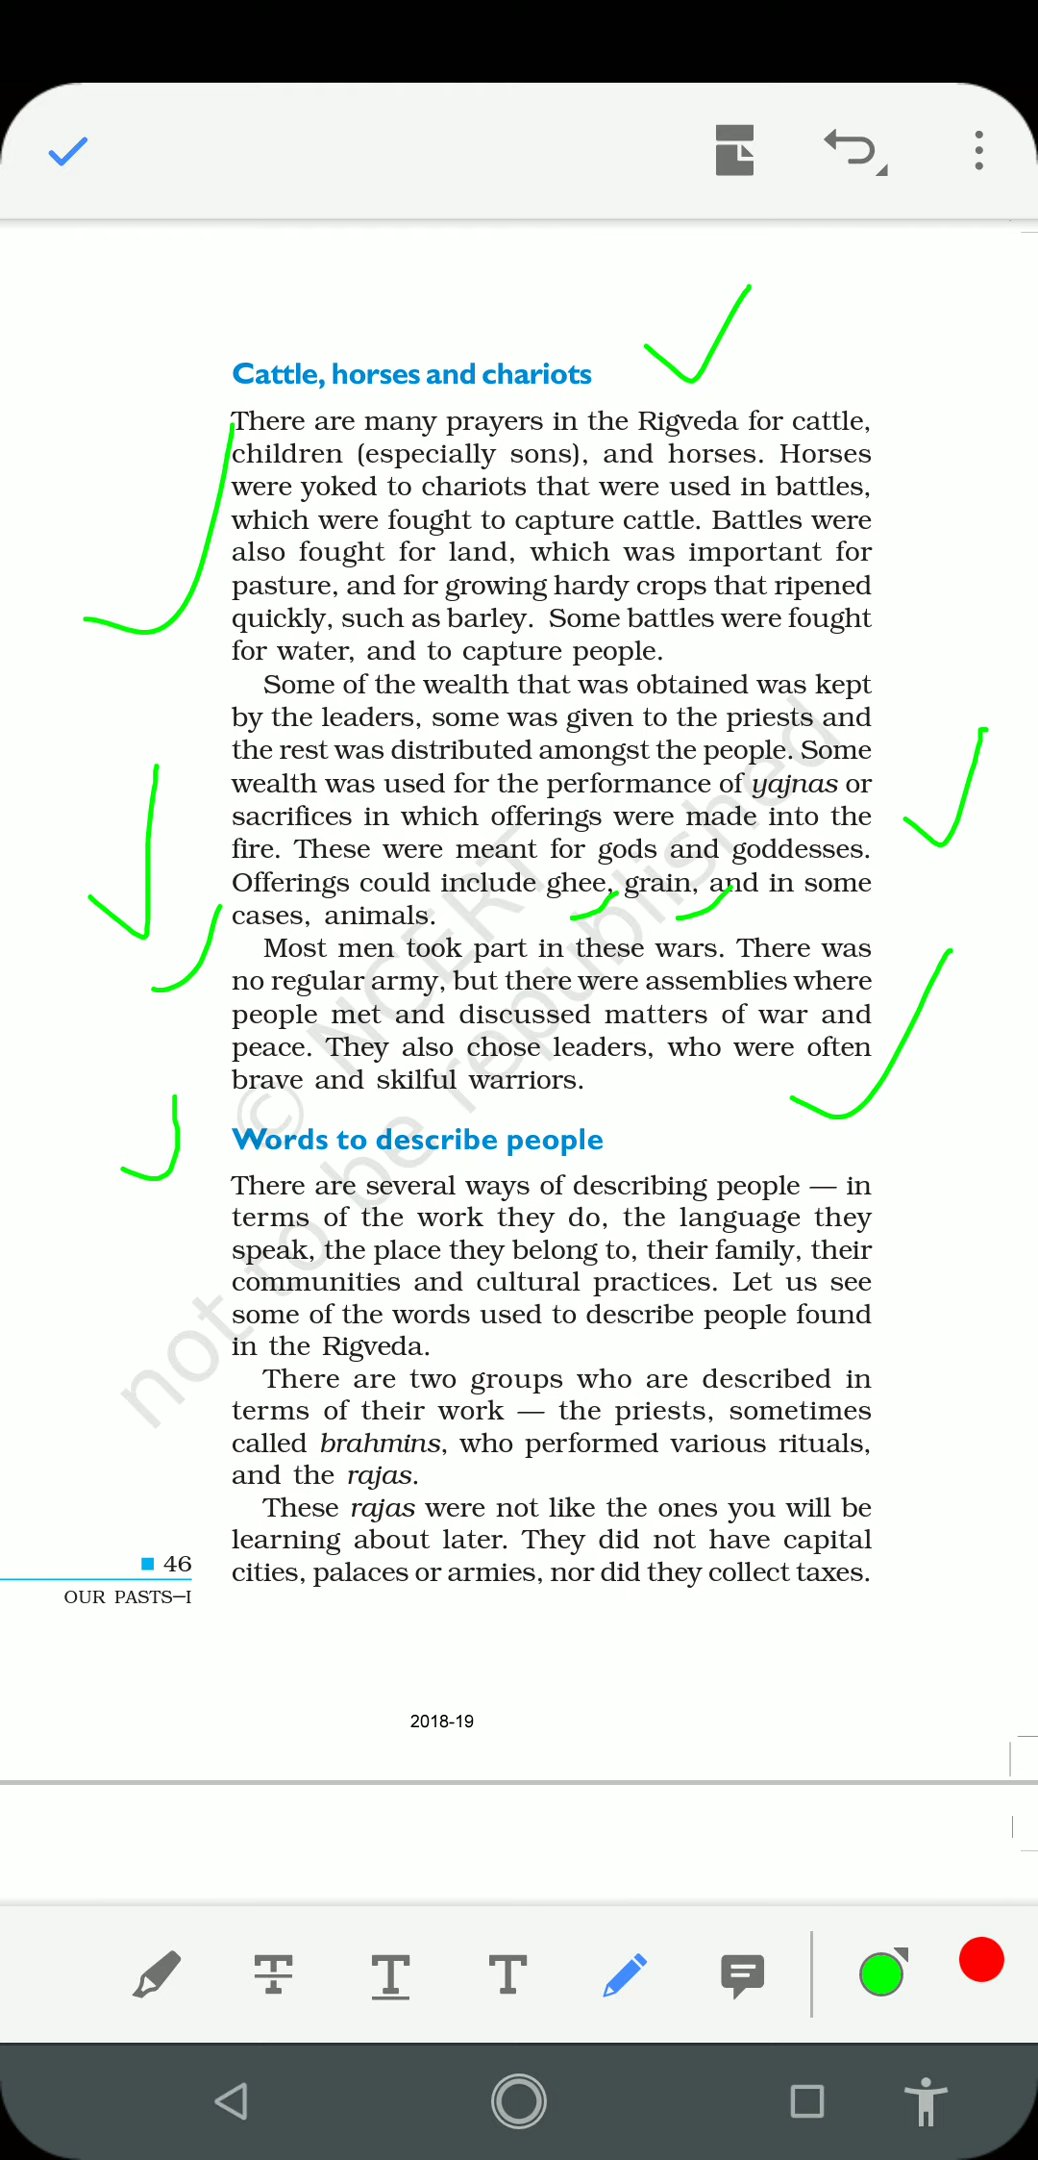 Cattle, horses and chariots
There are many prayers in the Rigveda for cattle,
children (especially sons), and horses. Horses
were yoked to chariots that were used in battles,
which were fought to capture cattle. Battles were
also fought for land, which was important for
pasture, and for growing hardy crops that ripened
quickly, such as barley. Some battles were fought
for water, and to capture people.
Some of the wealth that was obtained was kept
by the leaders, some was given to the priests and
the rest was distributed amongst the people. Some
wealth was used for the performance of yajnas or
sacrifices in which offerings were made into the
fire. These were meant for gods and goddesses.
Offerings could include ghee, grain, and in some
cases, animals.
Most men took part in these wars. There was
no regular army, but there were assemblies where
people met and discussed matters of war and
peace. They also chose leaders, who were often
brave and skilful warriors.
Words to describe people
There are several ways of describing people — in
terms of the work they do, the language they
speak, the place they belong to, their family, their
communities and cultural practices. Let us see
some of the words used to describe people found
in the Rigveda.
There are two groups who are described in
terms of their work — the priests, sometimes
called brahmins, who performed various rituals,
and the rajas.
These rajas were not like the ones you will be
learning about later. They did not have capital
cities, palaces or armies, nor did they collect taxes.
46
OUR PASTS–I
2018-19
© NCERT
not to be republished